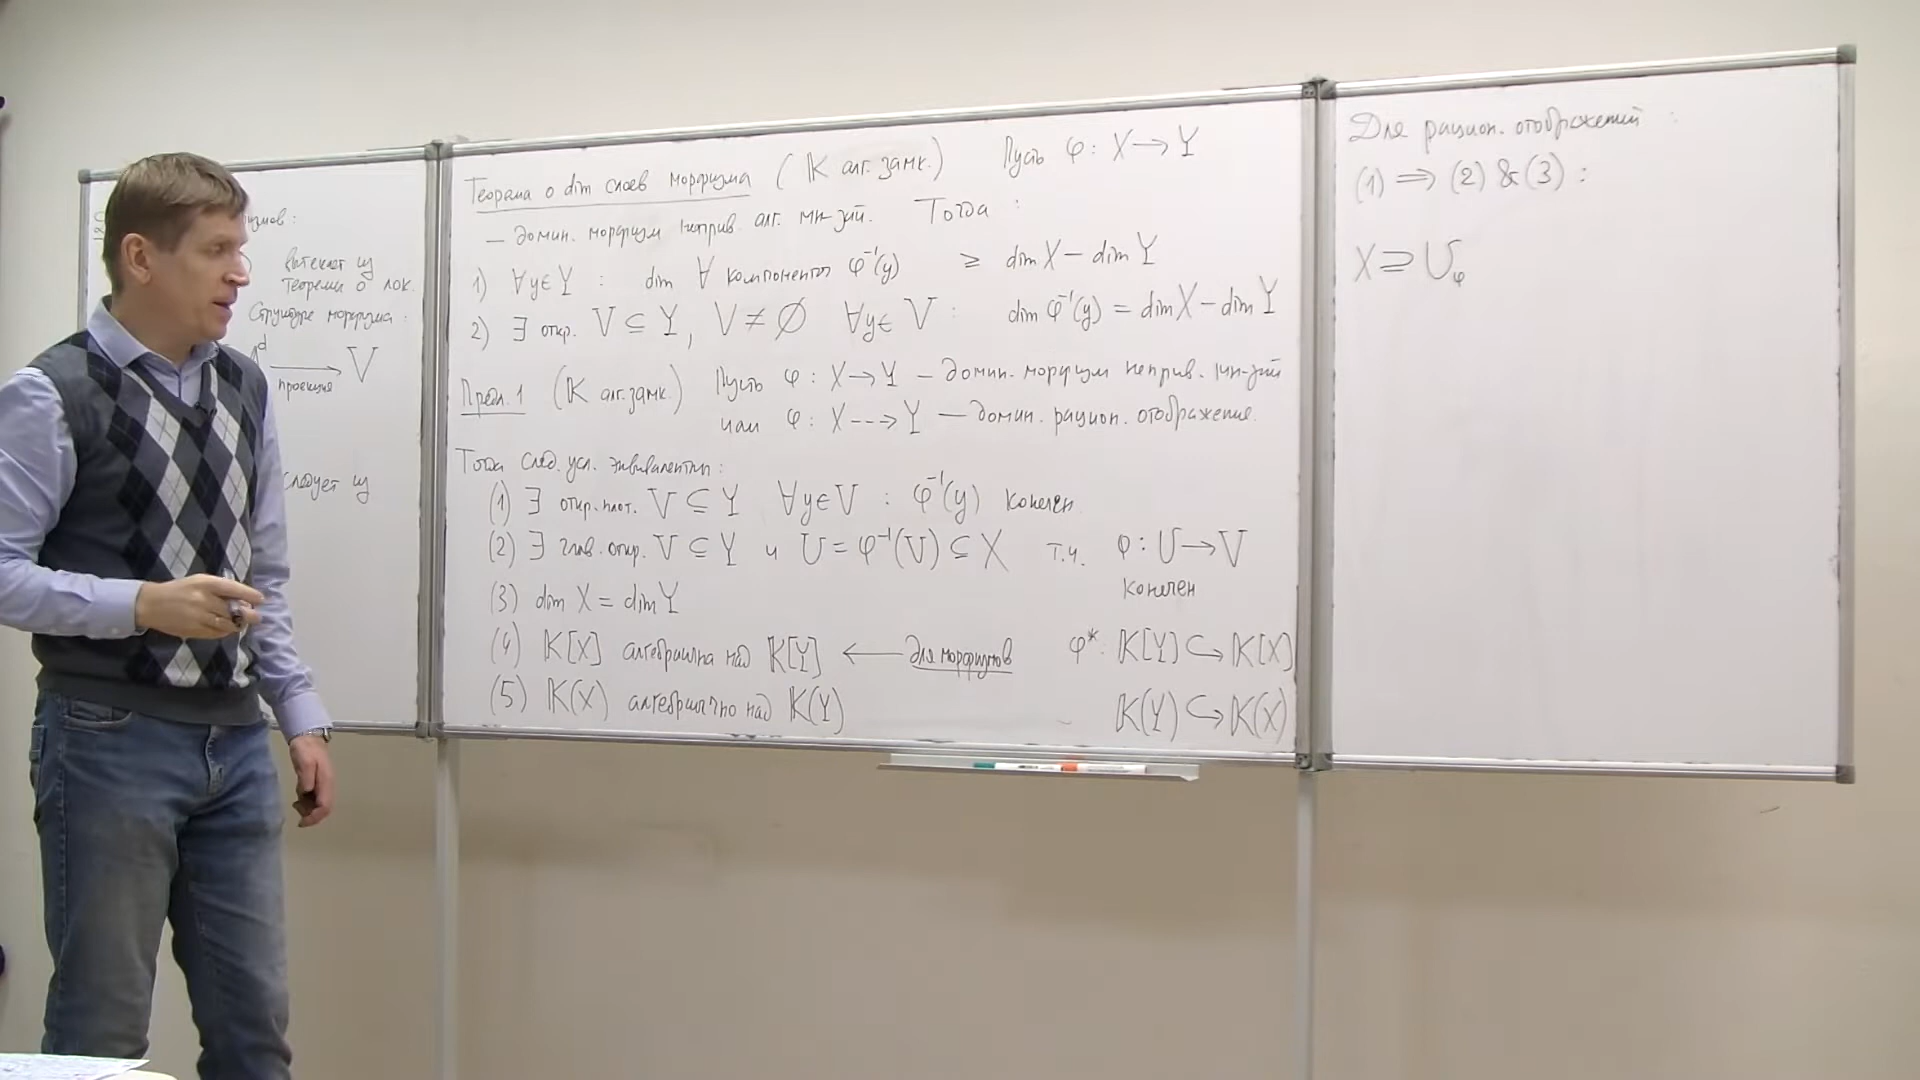 вытекает из
теоремы о лок.
структуре морфизма :
d
⟶ V
проекция
следует из
Теорема о dim слоев морфизма ( 𝕂 алг. замк. ) Пусть φ : X → Y
— домин. морфизм неприв. алг. мн-зий. Тогда :
1) ∀ y ∈ Y : dim ∀ компоненты φ⁻¹(y) ≥ dim X − dim Y
2) ∃ откр. V ⊆ Y, V ≠ ∅ ∀ y ∈ V : dim φ⁻¹(y) = dim X − dim Y
Предл. 1 (𝕂 алг. замк.) Пусть φ : X → Y — домин. морфизм неприв. мн-зий
или φ : X ⇢ Y — домин. рацион. отображение.
Тогда след. усл. эквивалентны :
(1) ∃ откр. плот. V ⊆ Y ∀ y ∈ V : φ⁻¹(y) конечен.
(2) ∃ глав. откр. V ⊆ Y и U = φ⁻¹(V) ⊆ X т.ч. φ : U → V
конечен
(3) dim X = dim Y
(4) 𝕂[X] алгебраична над 𝕂[Y] ⟵ для морфизмов φ* : 𝕂[Y] ↪ 𝕂[X]
(5) 𝕂(X) алгебраично над 𝕂(Y) 𝕂(Y) ↪ 𝕂(X)
Для рацион. отображений :
(1) ⟹ (2) & (3) :
X ⊇ U_φ